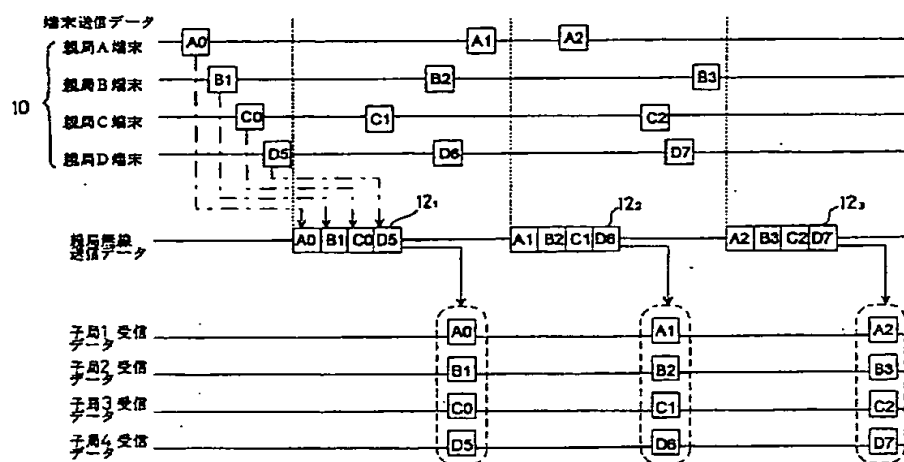 端末送信データ
親局A端末 A0 A1 A2
10 親局B端末 B1 B2 B3
親局C端末 C0 C1 C2
親局D端末 D5 D6 D7
12₁ 12₂ 12₃
親局無線
送信データ
A0 B1 C0 D5 A1 B2 C1 D6 A2 B3 C2 D7
子局1受信
データ
A0 A1 A2
子局2受信
データ
B1 B2 B3
子局3受信
データ
C0 C1 C2
子局4受信
データ
D5 D6 D7